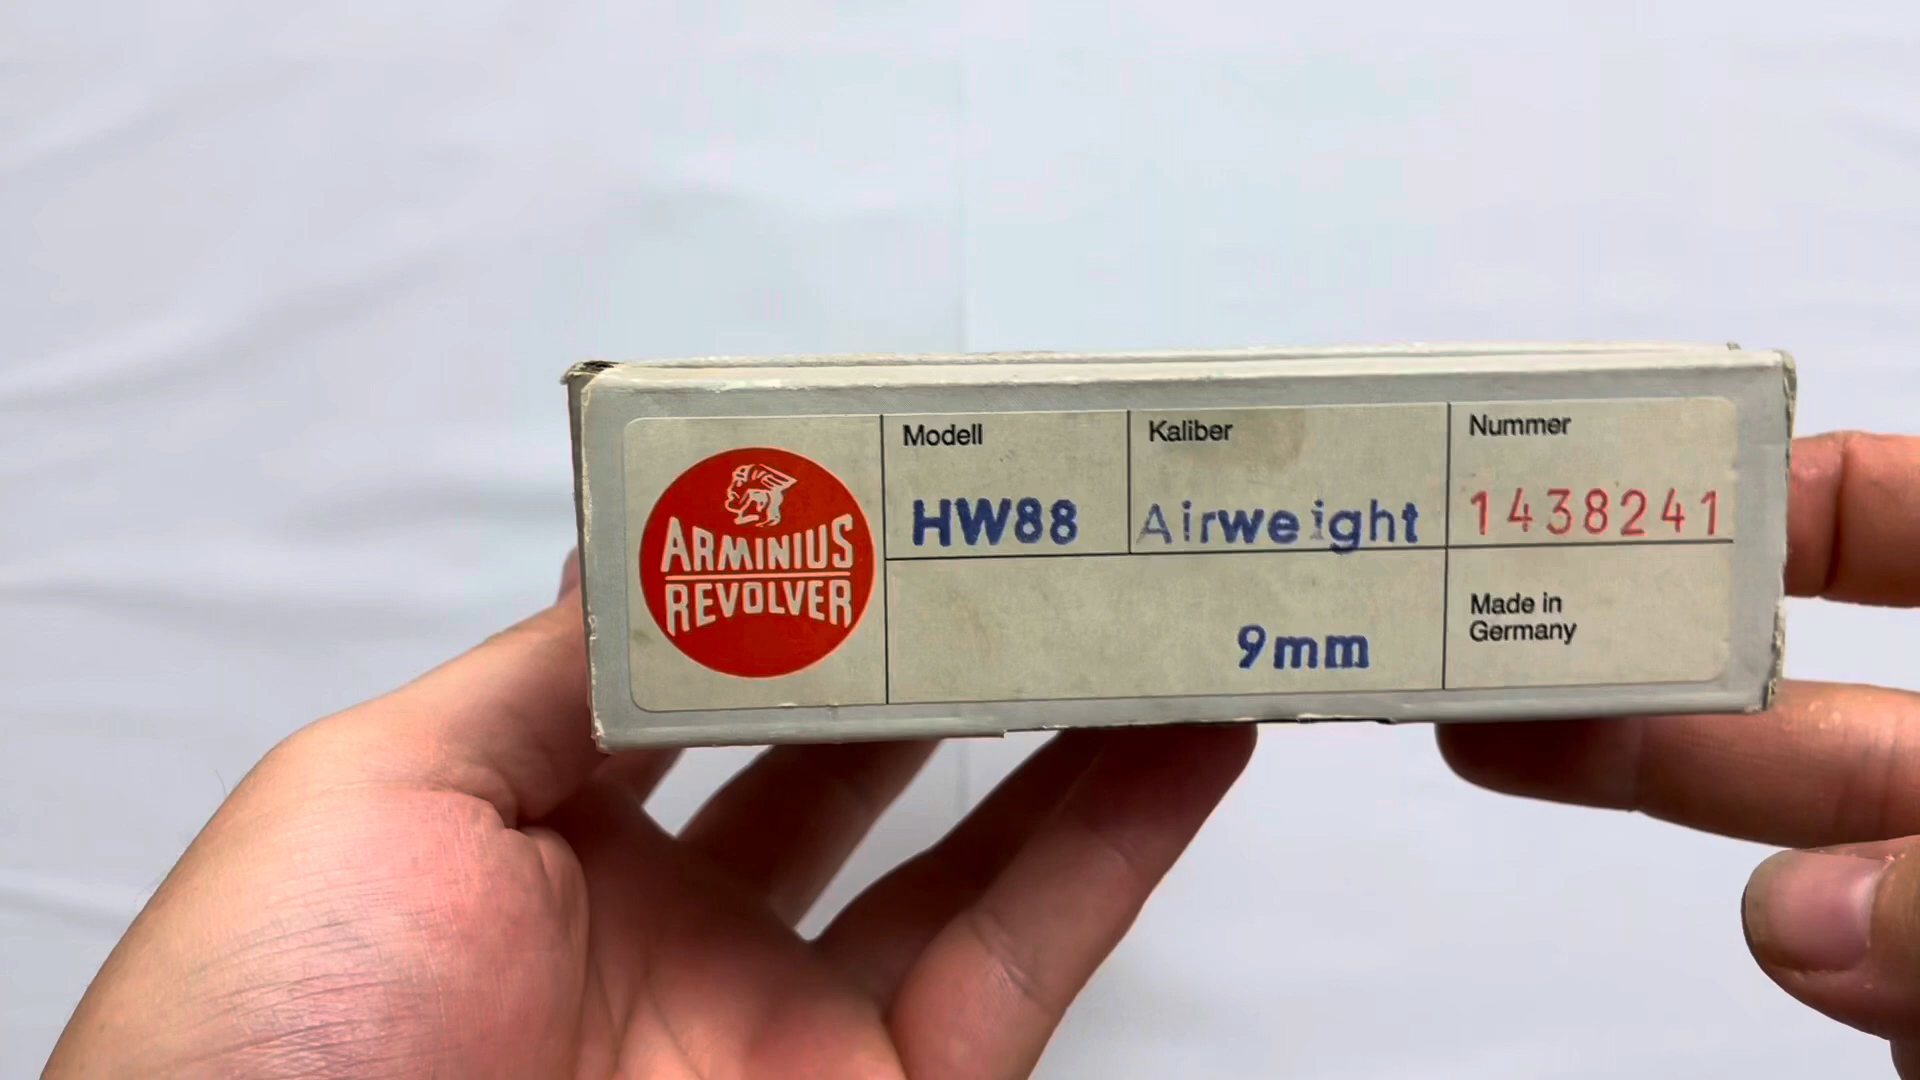 ARMINIUS
REVOLVER
Modell
HW88
Kaliber
Airweight
Nummer
1438241
9mm
Made in
Germany